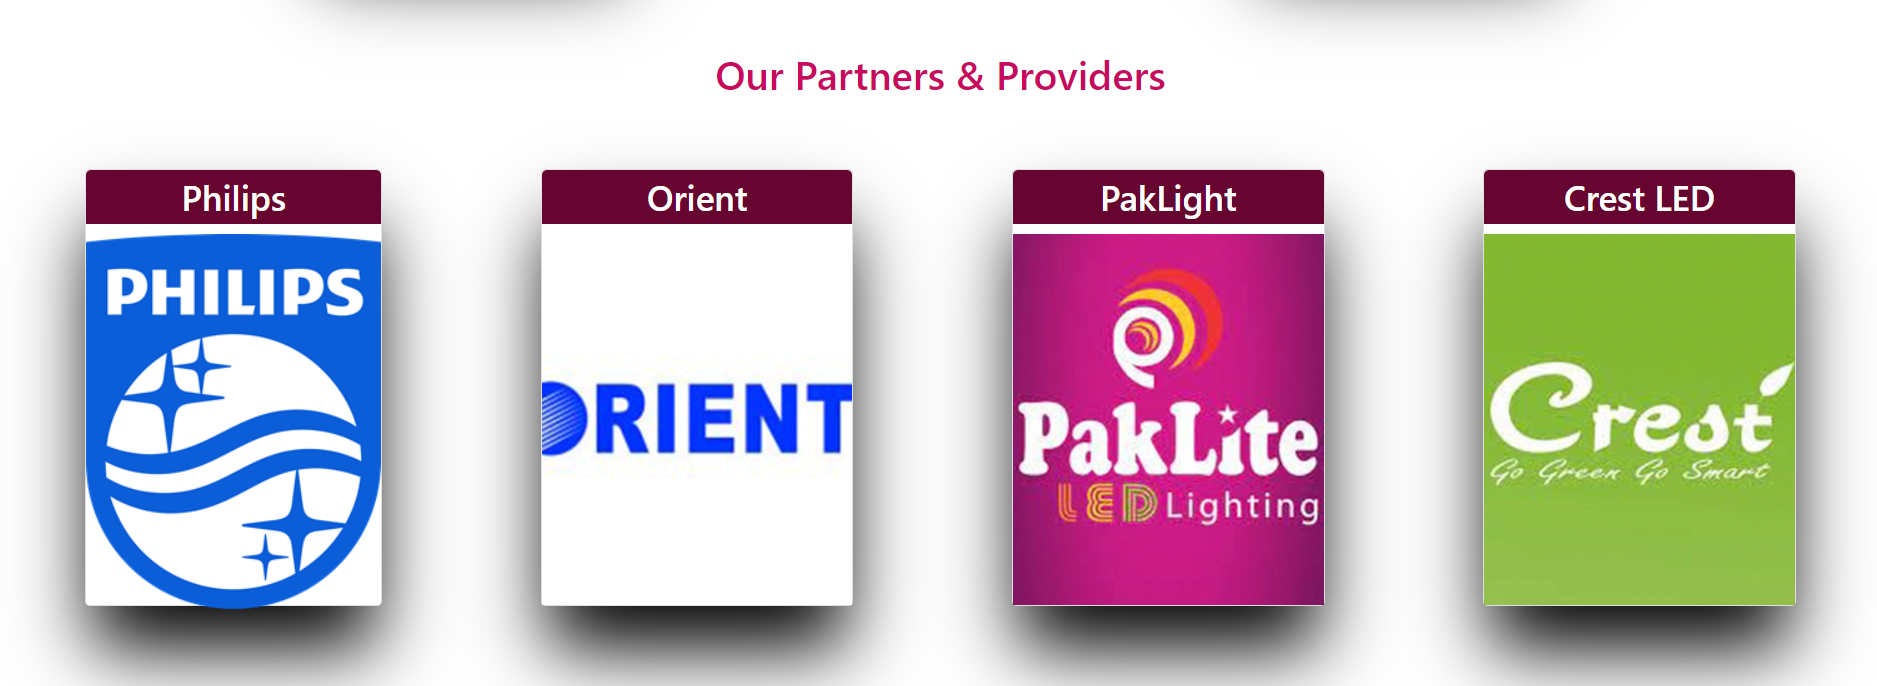 Our Partners & Providers
Philips
Orient
PakLight
Crest LED
PHILIPS
ORIENT
PakLite
LED Lighting
Crest
Go Green Go Smart